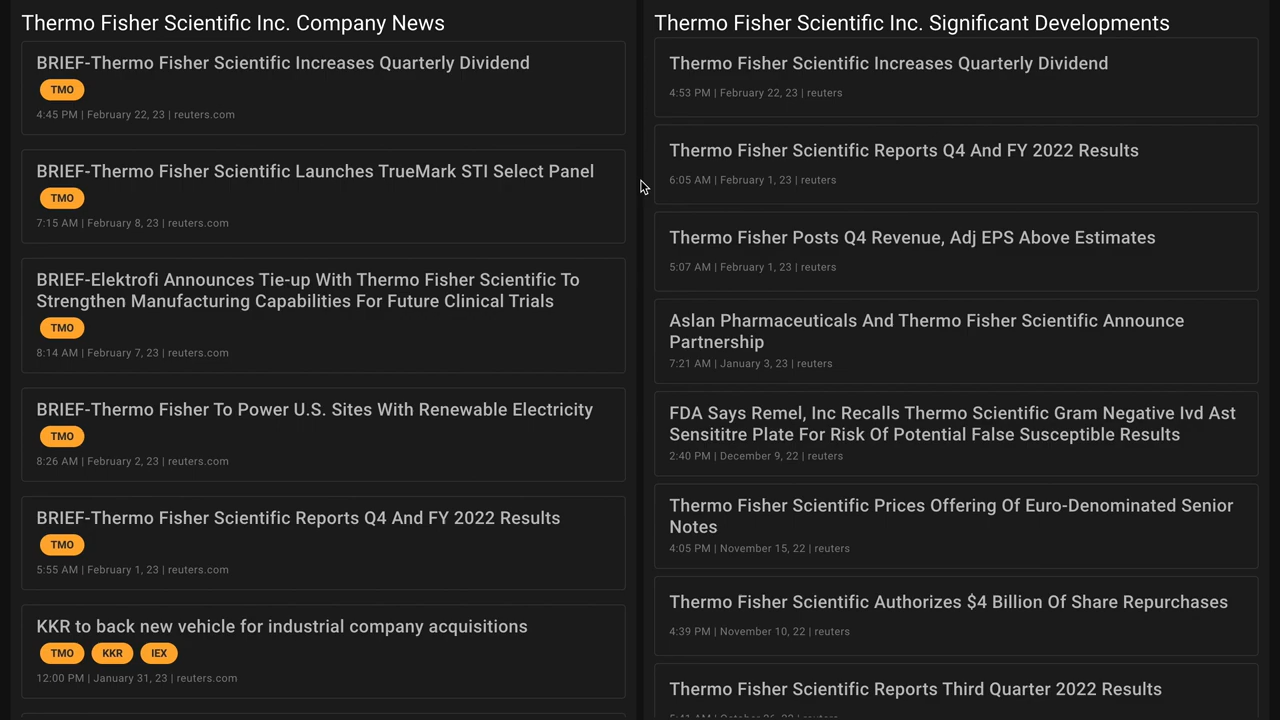 Thermo Fisher Scientific Inc. Company News
BRIEF-Thermo Fisher Scientific Increases Quarterly Dividend
TMO
4:45 PM | February 22, 23 | reuters.com
BRIEF-Thermo Fisher Scientific Launches TrueMark STI Select Panel
TMO
7:15 AM | February 8, 23 | reuters.com
BRIEF-Elektrofi Announces Tie-up With Thermo Fisher Scientific To
Strengthen Manufacturing Capabilities For Future Clinical Trials
TMO
8:14 AM | February 7, 23 | reuters.com
BRIEF-Thermo Fisher To Power U.S. Sites With Renewable Electricity
TMO
8:26 AM | February 2, 23 | reuters.com
BRIEF-Thermo Fisher Scientific Reports Q4 And FY 2022 Results
TMO
5:55 AM | February 1, 23 | reuters.com
KKR to back new vehicle for industrial company acquisitions
TMO KKR IEX
12:00 PM | January 31, 23 | reuters.com
Thermo Fisher Scientific Inc. Significant Developments
Thermo Fisher Scientific Increases Quarterly Dividend
4:53 PM | February 22, 23 | reuters
Thermo Fisher Scientific Reports Q4 And FY 2022 Results
6:05 AM | February 1, 23 | reuters
Thermo Fisher Posts Q4 Revenue, Adj EPS Above Estimates
5:07 AM | February 1, 23 | reuters
Aslan Pharmaceuticals And Thermo Fisher Scientific Announce
Partnership
7:21 AM | January 3, 23 | reuters
FDA Says Remel, Inc Recalls Thermo Scientific Gram Negative Ivd Ast
Sensititre Plate For Risk Of Potential False Susceptible Results
2:40 PM | December 9, 22 | reuters
Thermo Fisher Scientific Prices Offering Of Euro-Denominated Senior
Notes
4:05 PM | November 15, 22 | reuters
Thermo Fisher Scientific Authorizes $4 Billion Of Share Repurchases
4:39 PM | November 10, 22 | reuters
Thermo Fisher Scientific Reports Third Quarter 2022 Results